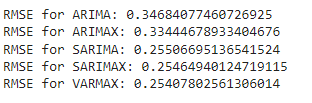 RMSE for ARIMA: 0.34684077460726925
RMSE for ARIMAX: 0.33444678933404676
RMSE for SARIMA: 0.25506695136541524
RMSE for SARIMAX: 0.25464940124719115
RMSE for VARMAX: 0.25407802561306014